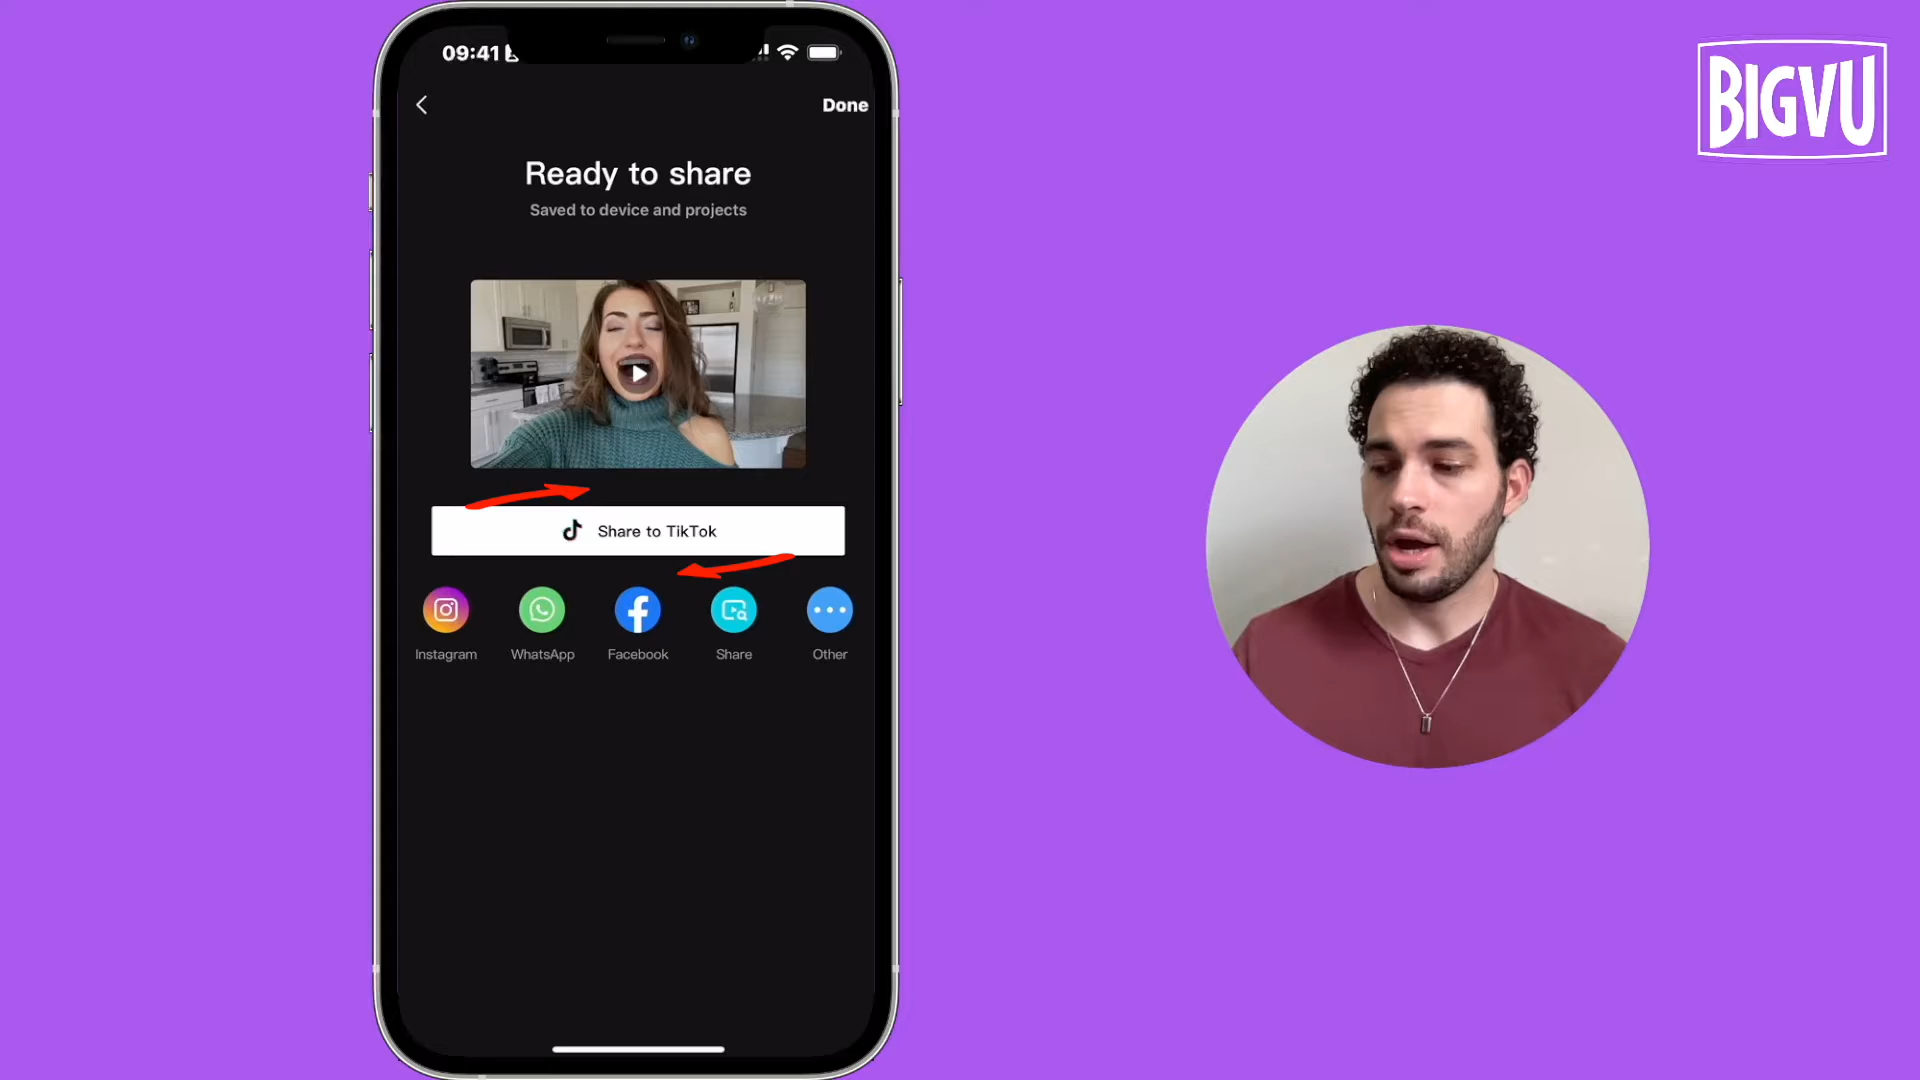 09:41
BIGVU
Done
Ready to share
Saved to device and projects
Share to TikTok
Instagram
WhatsApp
Facebook
Share
Other